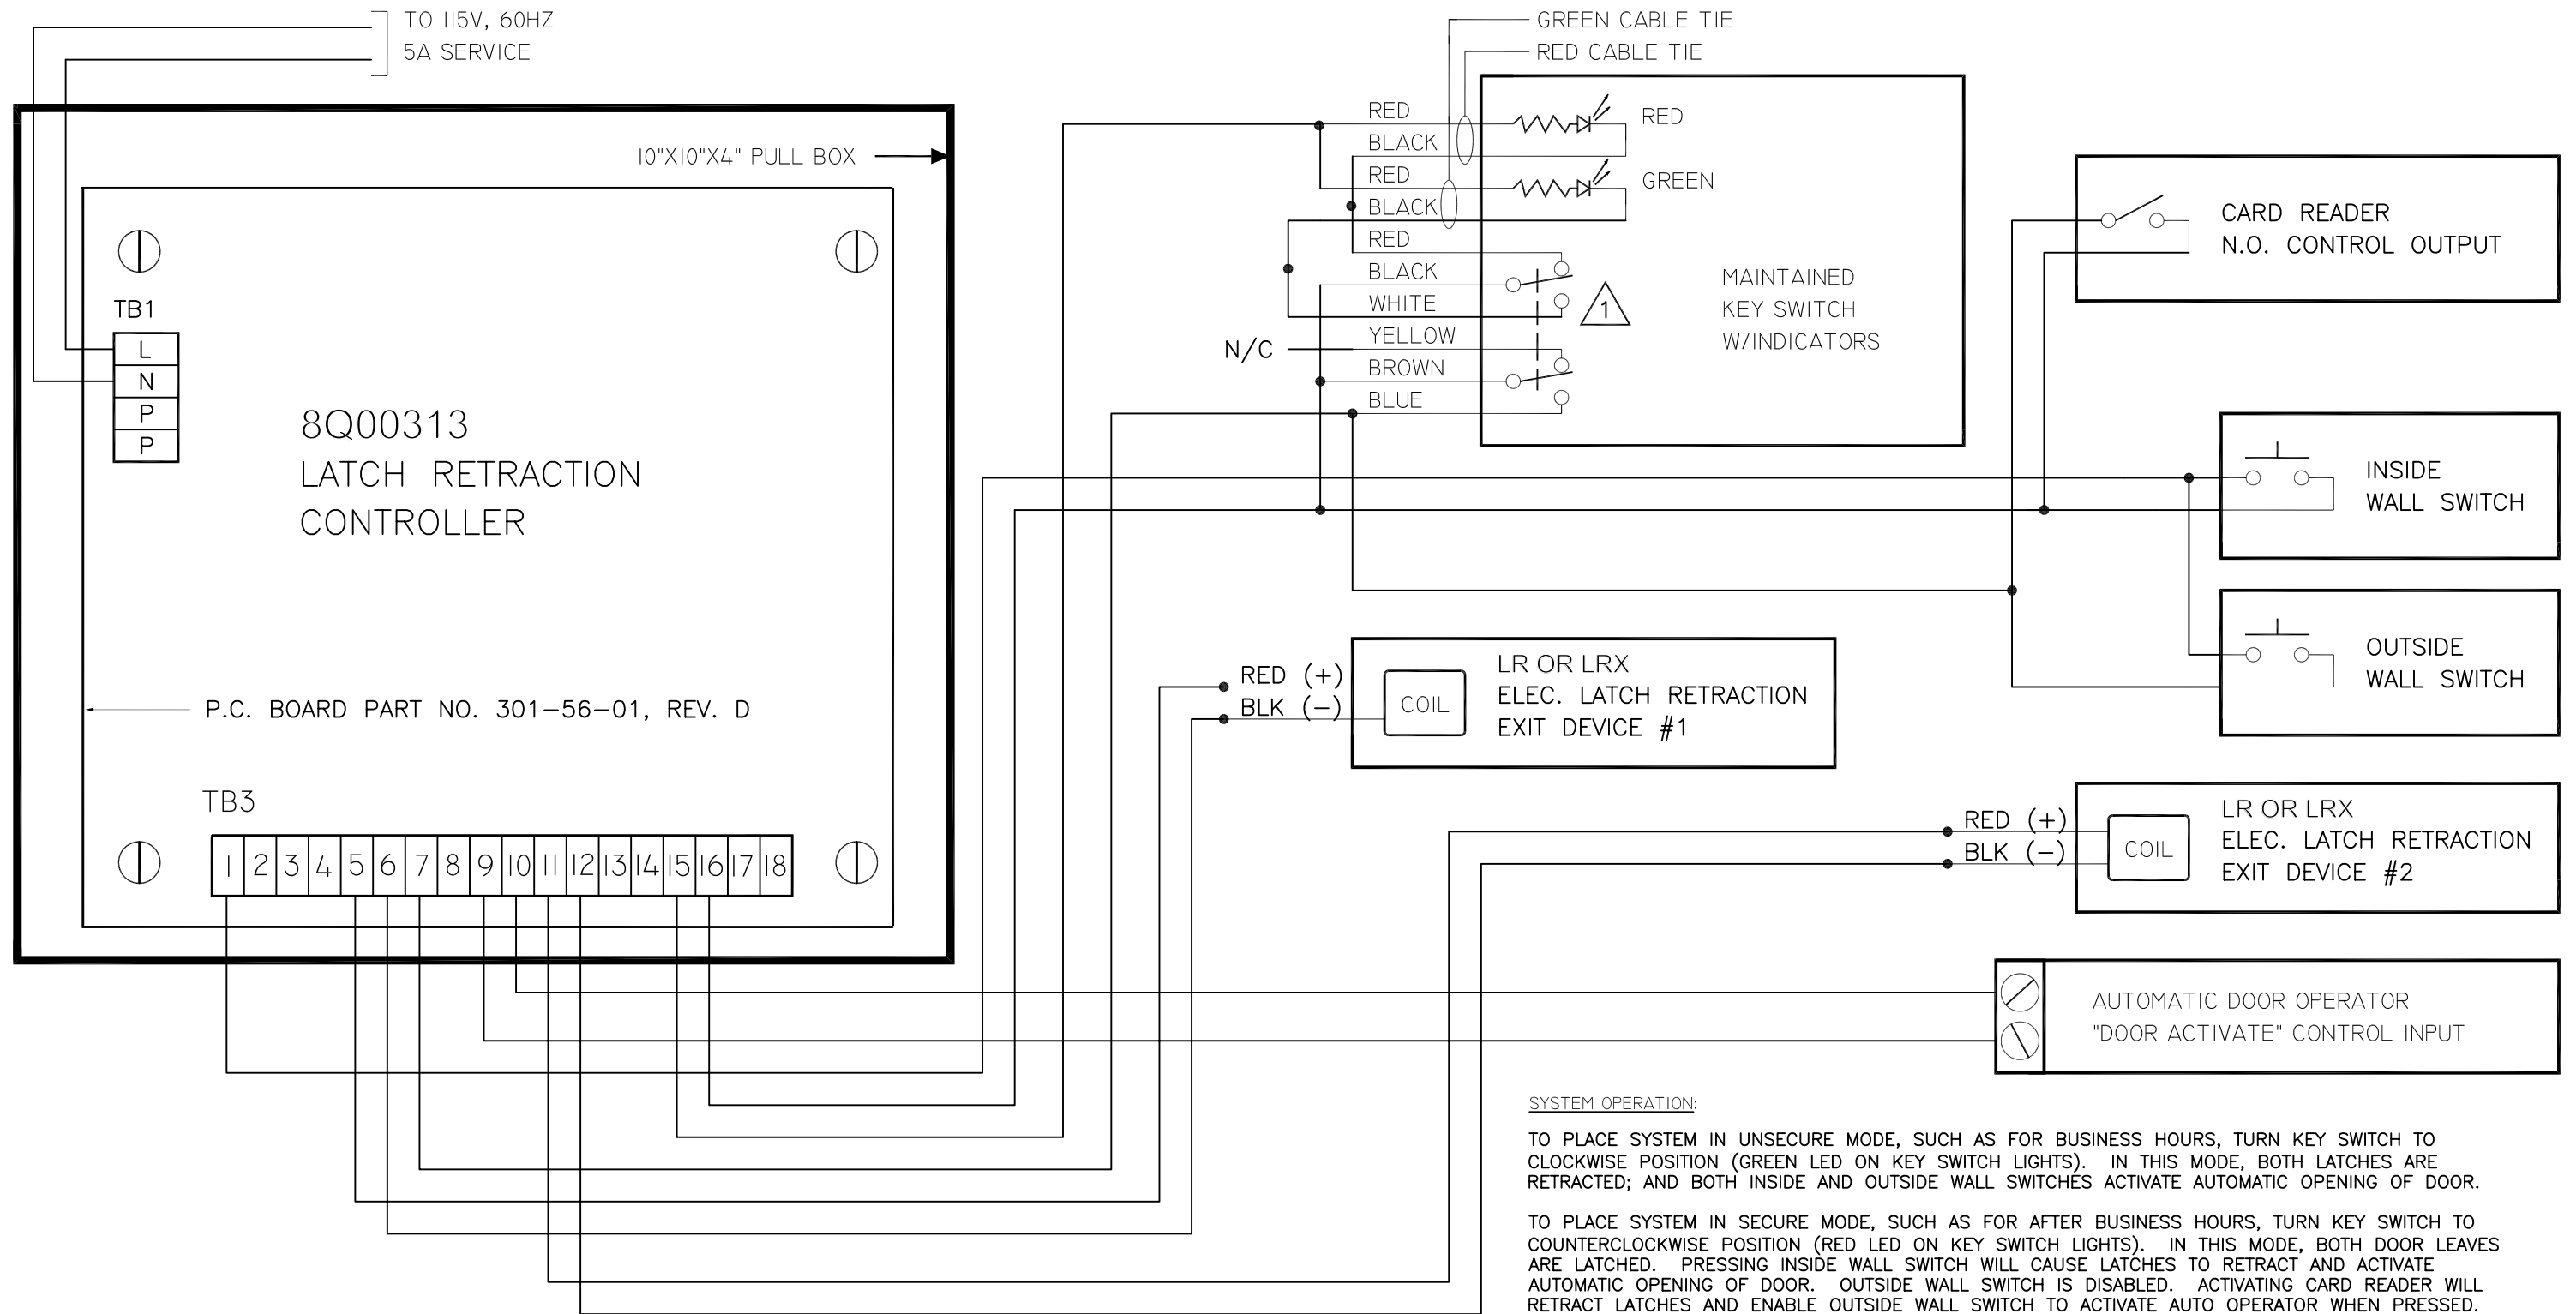 TO 115V, 60HZ
5A SERVICE
GREEN CABLE TIE
RED CABLE TIE
10"X10"X4" PULL BOX
RED
BLACK
RED
BLACK
RED
BLACK
WHITE
YELLOW
BROWN
BLUE
N/C
RED
GREEN
1
MAINTAINED
KEY SWITCH
W/INDICATORS
CARD READER
N.O. CONTROL OUTPUT
TB1
L
N
P
P
8Q00313
LATCH RETRACTION
CONTROLLER
INSIDE
WALL SWITCH
OUTSIDE
WALL SWITCH
P.C. BOARD PART NO. 301-56-01, REV. D
RED (+)
BLK (-)
COIL
LR OR LRX
ELEC. LATCH RETRACTION
EXIT DEVICE #1
TB3
1 2 3 4 5 6 7 8 9 10 11 12 13 14 15 16 17 18
RED (+)
BLK (-)
COIL
LR OR LRX
ELEC. LATCH RETRACTION
EXIT DEVICE #2
AUTOMATIC DOOR OPERATOR
"DOOR ACTIVATE" CONTROL INPUT
SYSTEM OPERATION:
TO PLACE SYSTEM IN UNSECURE MODE, SUCH AS FOR BUSINESS HOURS, TURN KEY SWITCH TO
CLOCKWISE POSITION (GREEN LED ON KEY SWITCH LIGHTS). IN THIS MODE, BOTH LATCHES ARE
RETRACTED; AND BOTH INSIDE AND OUTSIDE WALL SWITCHES ACTIVATE AUTOMATIC OPENING OF DOOR.
TO PLACE SYSTEM IN SECURE MODE, SUCH AS FOR AFTER BUSINESS HOURS, TURN KEY SWITCH TO
COUNTERCLOCKWISE POSITION (RED LED ON KEY SWITCH LIGHTS). IN THIS MODE, BOTH DOOR LEAVES
ARE LATCHED. PRESSING INSIDE WALL SWITCH WILL CAUSE LATCHES TO RETRACT AND ACTIVATE
AUTOMATIC OPENING OF DOOR. OUTSIDE WALL SWITCH IS DISABLED. ACTIVATING CARD READER WILL
RETRACT LATCHES AND ENABLE OUTSIDE WALL SWITCH TO ACTIVATE AUTO OPERATOR WHEN PRESSED.